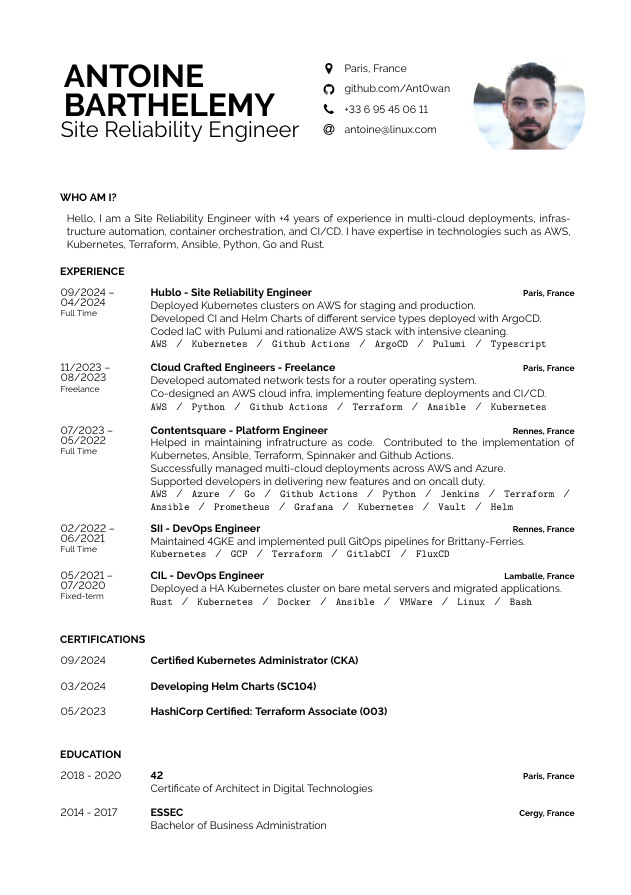 ANTOINE
BARTHELEMY
Site Reliability Engineer
Paris, France
github.com/Ant0wan
+33 6 95 45 06 11
antoine@linux.com
WHO AM I?
Hello, I am a Site Reliability Engineer with +4 years of experience in multi-cloud deployments, infras-
tructure automation, container orchestration, and CI/CD. I have expertise in technologies such as AWS,
Kubernetes, Terraform, Ansible, Python, Go and Rust.
EXPERIENCE
09/2024 –
04/2024
Full Time
Hublo - Site Reliability Engineer Paris, France
Deployed Kubernetes clusters on AWS for staging and production.
Developed CI and Helm Charts of different service types deployed with ArgoCD.
Coded IaC with Pulumi and rationalize AWS stack with intensive cleaning.
AWS / Kubernetes / Github Actions / ArgoCD / Pulumi / Typescript
11/2023 –
08/2023
Freelance
Cloud Crafted Engineers - Freelance Paris, France
Developed automated network tests for a router operating system.
Co-designed an AWS cloud infra, implementing feature deployments and CI/CD.
AWS / Python / Github Actions / Terraform / Ansible / Kubernetes
07/2023 –
05/2022
Full Time
Contentsquare - Platform Engineer Rennes, France
Helped in maintaining infratructure as code. Contributed to the implementation of
Kubernetes, Ansible, Terraform, Spinnaker and Github Actions.
Successfully managed multi-cloud deployments across AWS and Azure.
Supported developers in delivering new features and on oncall duty.
AWS / Azure / Go / Github Actions / Python / Jenkins / Terraform /
Ansible / Prometheus / Grafana / Kubernetes / Vault / Helm
02/2022 –
06/2021
Full Time
SII - DevOps Engineer Rennes, France
Maintained 4GKE and implemented pull GitOps pipelines for Brittany-Ferries.
Kubernetes / GCP / Terraform / GitlabCI / FluxCD
05/2021 –
07/2020
Fixed-term
CIL - DevOps Engineer Lamballe, France
Deployed a HA Kubernetes cluster on bare metal servers and migrated applications.
Rust / Kubernetes / Docker / Ansible / VMWare / Linux / Bash
CERTIFICATIONS
09/2024 Certified Kubernetes Administrator (CKA)
03/2024 Developing Helm Charts (SC104)
05/2023 HashiCorp Certified: Terraform Associate (003)
EDUCATION
2018 - 2020 42 Paris, France
Certificate of Architect in Digital Technologies
2014 - 2017 ESSEC Cergy, France
Bachelor of Business Administration